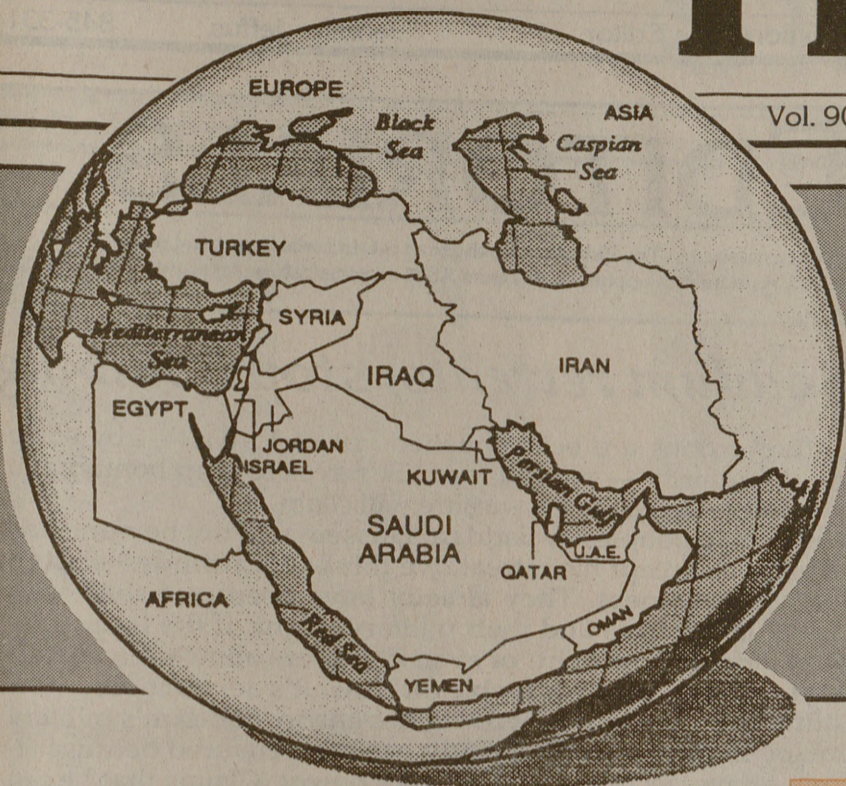 Vol. 90
EUROPE
ASIA
Black
Sea
Caspian
Sea
TURKEY
SYRIA
Mediterranean
Sea
IRAQ
IRAN
EGYPT
JORDAN
ISRAEL
KUWAIT
Persian Gulf
SAUDI
ARABIA
U.A.E.
QATAR
AFRICA
OMAN
Red Sea
YEMEN